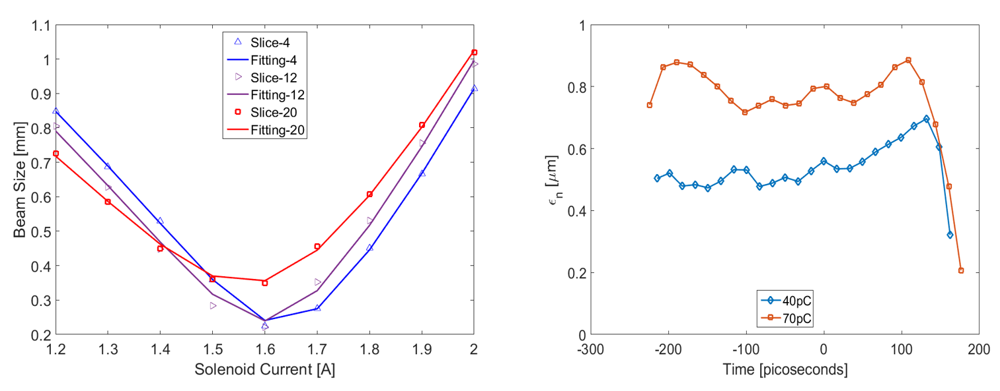 1.1
1
0.9
0.8
0.7
0.6
0.5
0.4
0.3
0.2
1.2 1.3 1.4 1.5 1.6 1.7 1.8 1.9 2
Beam Size [mm]
Solenoid Current [A]
Slice-4
Fitting-4
Slice-12
Fitting-12
Slice-20
Fitting-20
1
0.8
0.6
0.4
0.2
0
-300 -200 -100 0 100 200
ϵn [μm]
Time [picoseconds]
40pC
70pC